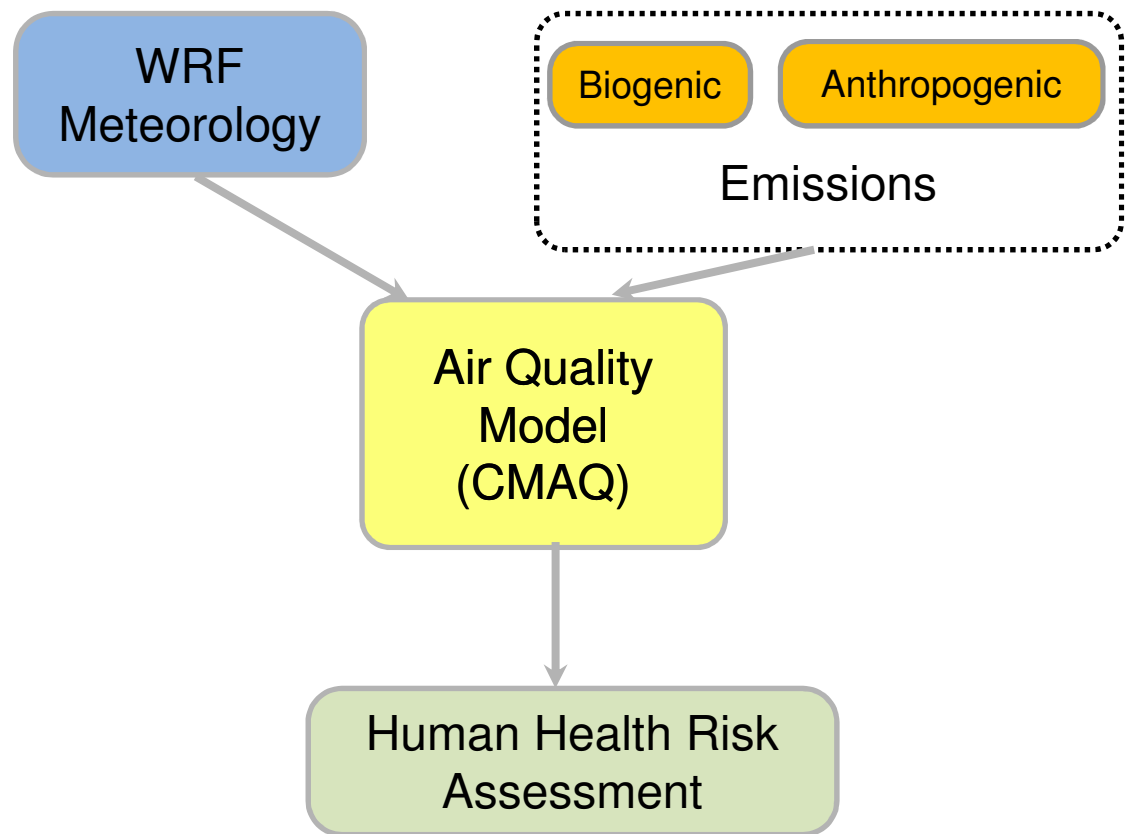 WRF
Meteorology
Biogenic
Anthropogenic
Emissions
Air Quality
Model
(CMAQ)
Human Health Risk
Assessment